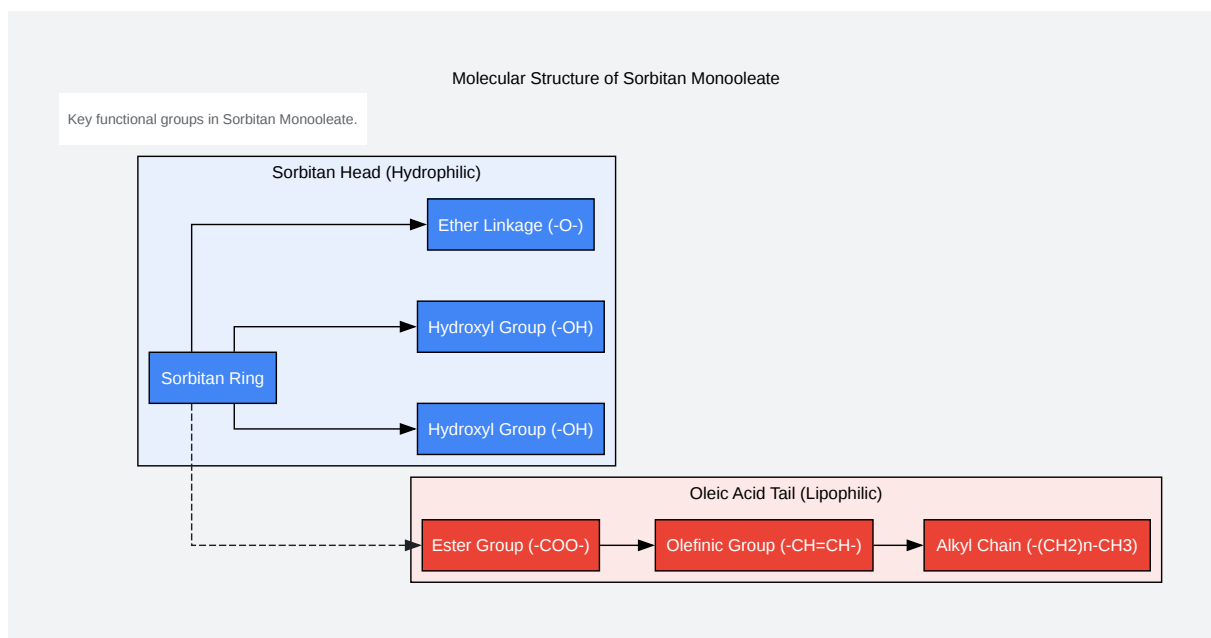 Molecular Structure of Sorbitan Monooleate
Key functional groups in Sorbitan Monooleate.
Sorbitan Head (Hydrophilic)
Ether Linkage (-O-)
Hydroxyl Group (-OH)
Sorbitan Ring
Hydroxyl Group (-OH)
Oleic Acid Tail (Lipophilic)
Ester Group (-COO-)
Olefinic Group (-CH=CH-)
Alkyl Chain (-(CH2)n-CH3)